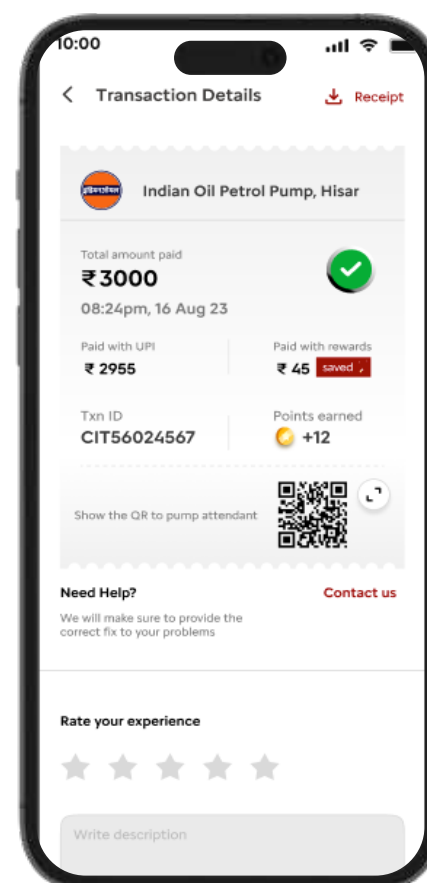 10:00
Transaction Details
Receipt
इंडियनऑयल
Indian Oil Petrol Pump, Hisar
Total amount paid
₹3000
08:24pm, 16 Aug 23
Paid with UPI
Paid with rewards
₹ 2955
₹ 45 saved
Txn ID
Points earned
CIT56024567
+12
Show the QR to pump attendant
Need Help?
Contact us
We will make sure to provide the
correct fix to your problems
Rate your experience
Write description